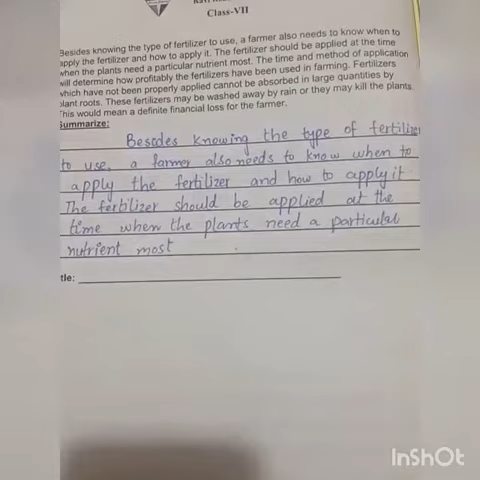 Class-VII
Besides knowing the type of fertilizer to use, a farmer also needs to know when to
apply the fertilizer and how to apply it. The fertilizer should be applied at the time
when the plants need a particular nutrient most. The time and method of application
will determine how profitably the fertilizers have been used in farming. Fertilizers
which have not been properly applied cannot be absorbed in large quantities by
plant roots. These fertilizers may be washed away by rain or they may kill the plants.
This would mean a definite financial loss for the farmer.
Summarize:
Besodes knowing the type of fertilizer
to use, a farmer also needs to know when to
apply the fertilizer and how to apply it.
The fertilizer should be applied at the
time when the plants need a particular
nutrient most
tle:
InShOt